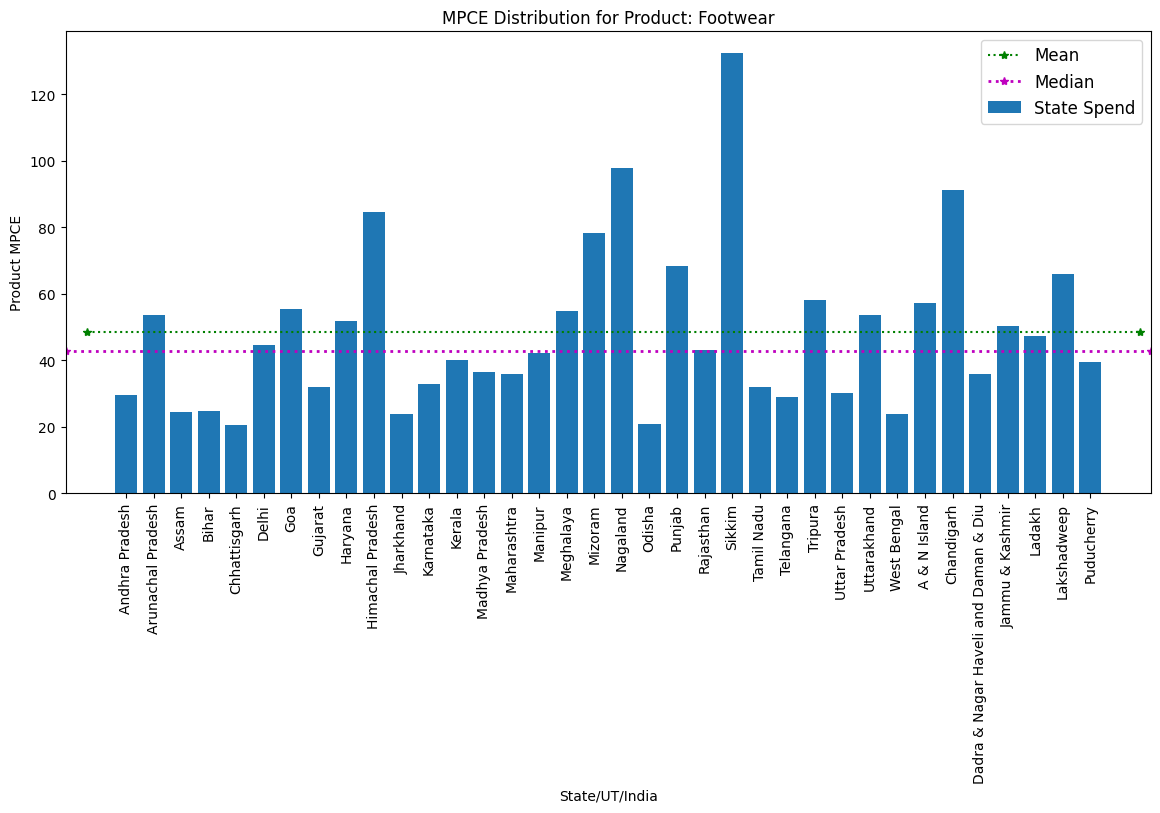 MPCE Distribution for Product: Footwear
Mean
Median
State Spend
Product MPCE
120
100
80
60
40
20
0
Andhra Pradesh
Arunachal Pradesh
Assam
Bihar
Chhattisgarh
Delhi
Goa
Gujarat
Haryana
Himachal Pradesh
Jharkhand
Karnataka
Kerala
Madhya Pradesh
Maharashtra
Manipur
Meghalaya
Mizoram
Nagaland
Odisha
Punjab
Rajasthan
Sikkim
Tamil Nadu
Telangana
Tripura
Uttar Pradesh
Uttarakhand
West Bengal
A & N Island
Chandigarh
Dadra & Nagar Haveli and Daman & Diu
Jammu & Kashmir
Ladakh
Lakshadweep
Puducherry
State/UT/India